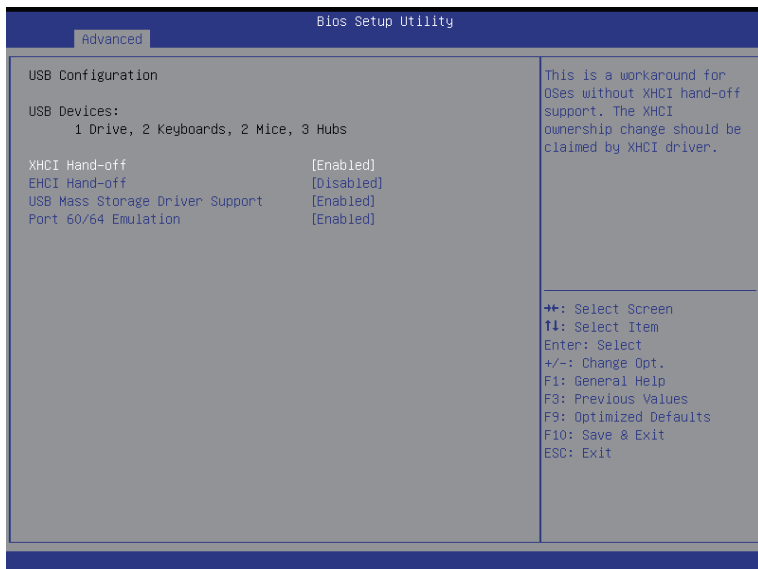 Bios Setup Utility
Advanced
USB Configuration
USB Devices:
1 Drive, 2 Keyboards, 2 Mice, 3 Hubs
XHCI Hand-off [Enabled]
EHCI Hand-off [Disabled]
USB Mass Storage Driver Support [Enabled]
Port 60/64 Emulation [Enabled]
This is a workaround for
OSes without XHCI hand-off
support. The XHCI
ownership change should be
claimed by XHCI driver.
→←: Select Screen
↑↓: Select Item
Enter: Select
+/-: Change Opt.
F1: General Help
F3: Previous Values
F9: Optimized Defaults
F10: Save & Exit
ESC: Exit